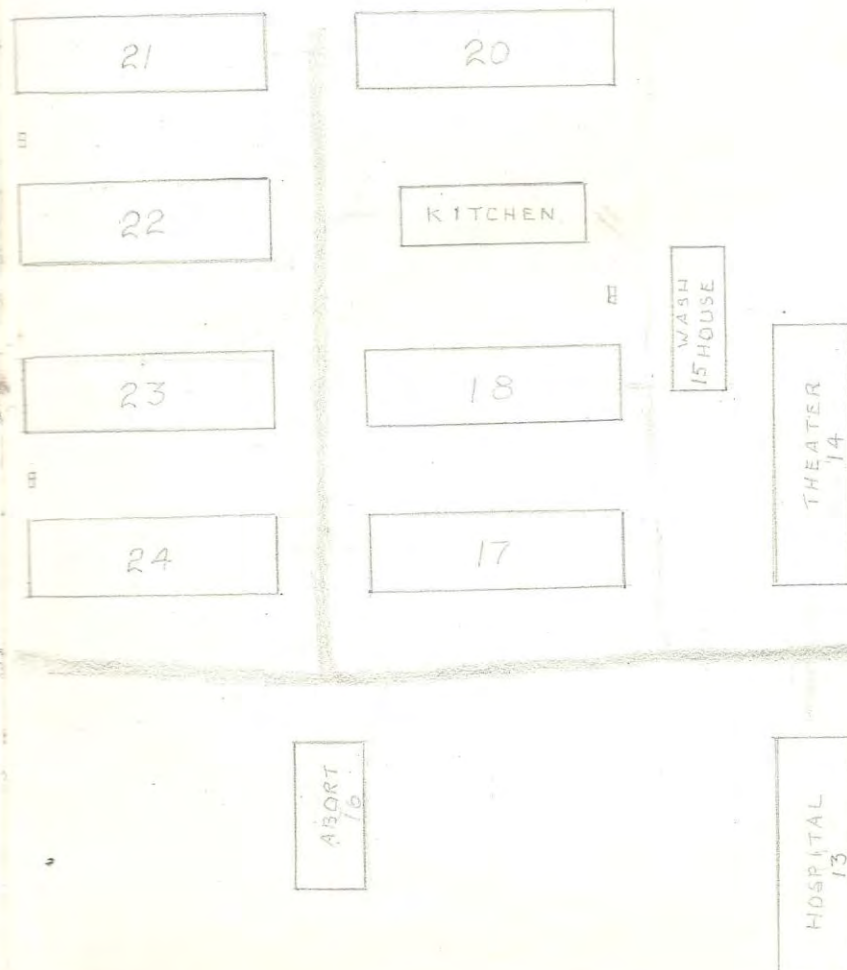 21
20
22
KITCHEN
WASH
15 HOUSE
23
18
THEATER
14
24
17
ABORT
16
HOSPITAL
13